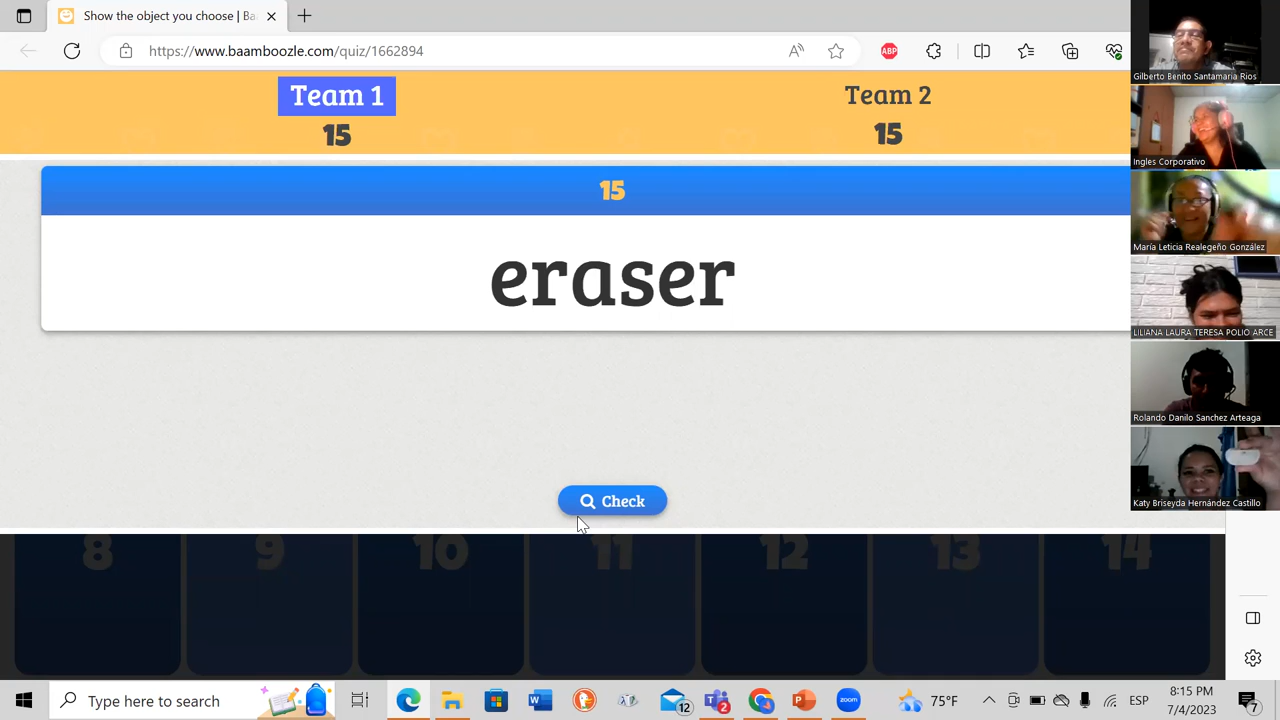 Show the object you choose | Ba
https://www.baamboozle.com/quiz/1662894
ABP
Team 1
15
Team 2
15
15
eraser
Check
8
9
10
11
12
13
14
Gilberto Benito Santamaria Rios
Ingles Corporativo
María Leticia Realegeño González
LILIANA LAURA TERESA POLIO ARCE
Rolando Danilo Sanchez Arteaga
Katy Briseyda Hernández Castillo
Type here to search
12
2
zoom
75°F
ESP
8:15 PM
7/4/2023
7